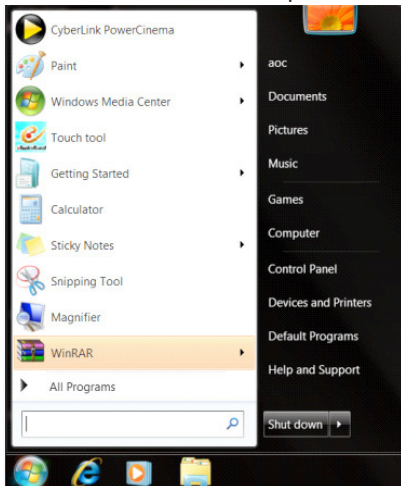 CyberLink PowerCinema
Paint
Windows Media Center
Touch tool
Getting Started
Calculator
Sticky Notes
Snipping Tool
Magnifier
WinRAR
All Programs
aoc
Documents
Pictures
Music
Games
Computer
Control Panel
Devices and Printers
Default Programs
Help and Support
Shut down